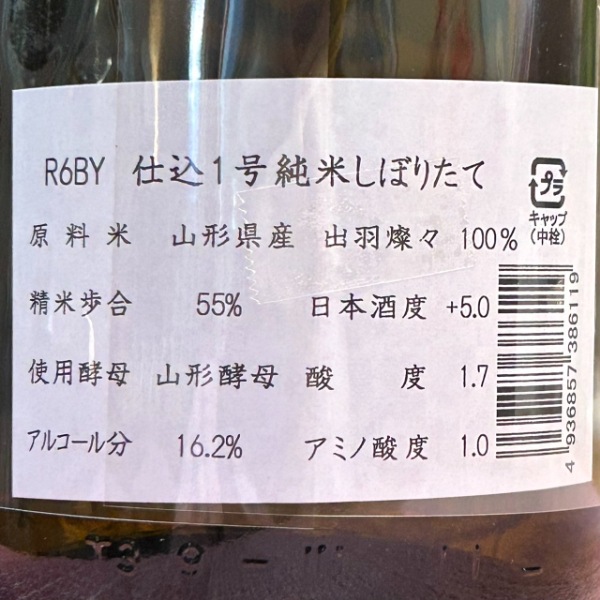 R6BY 仕込1号純米しぼりたて
原料米 山形県産 出羽燦々 100%
精米歩合 55% 日本酒度 +5.0
使用酵母 山形酵母 酸度 1.7
アルコール分 16.2% アミノ酸度 1.0
プラ
キャップ
(中栓)
4 936857 386119